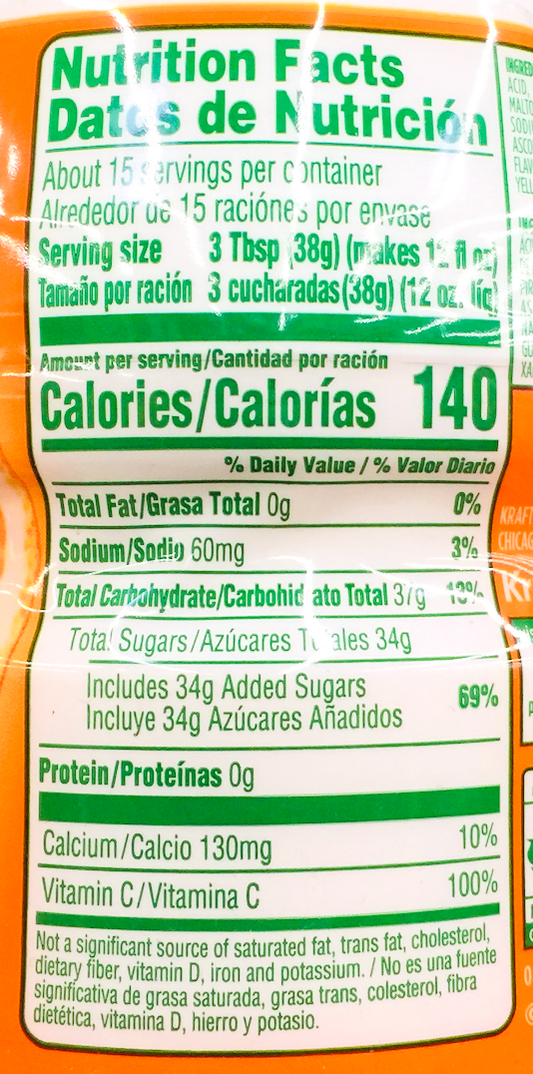 Nutrition Facts
Datos de Nutrición
About 15 servings per container
Alrededor de 15 raciónes por envase
Serving size 3 Tbsp (38g) (makes 12 fl oz)
Tamaño por ración 3 cucharadas (38g) (12 oz. líq)
Amount per serving/Cantidad por ración
Calories/Calorías 140
% Daily Value / % Valor Diario
Total Fat/Grasa Total 0g 0%
Sodium/Sodio 60mg 3%
Total Carbohydrate/Carbohidrato Total 37g 13%
Total Sugars/Azúcares Totales 34g
Includes 34g Added Sugars 69%
Incluye 34g Azúcares Añadidos
Protein/Proteínas 0g
Calcium/Calcio 130mg 10%
Vitamin C/Vitamina C 100%
Not a significant source of saturated fat, trans fat, cholesterol,
dietary fiber, vitamin D, iron and potassium. / No es una fuente
significativa de grasa saturada, grasa trans, colesterol, fibra
dietética, vitamina D, hierro y potasio.
ACID,
KRAFT